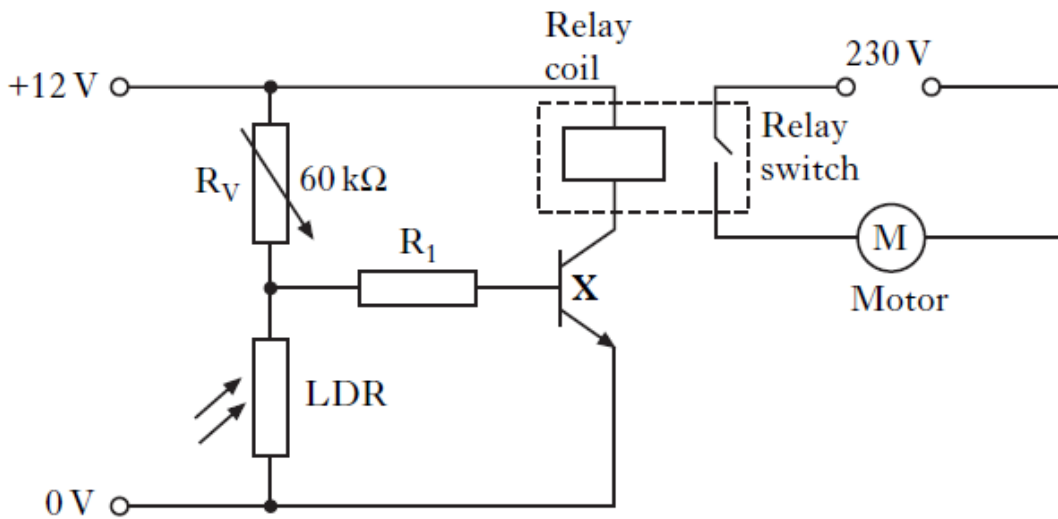 Relay
coil
230 V
+12 V
Relay
switch
R_V
60 kΩ
R_1
X
M
Motor
LDR
0 V